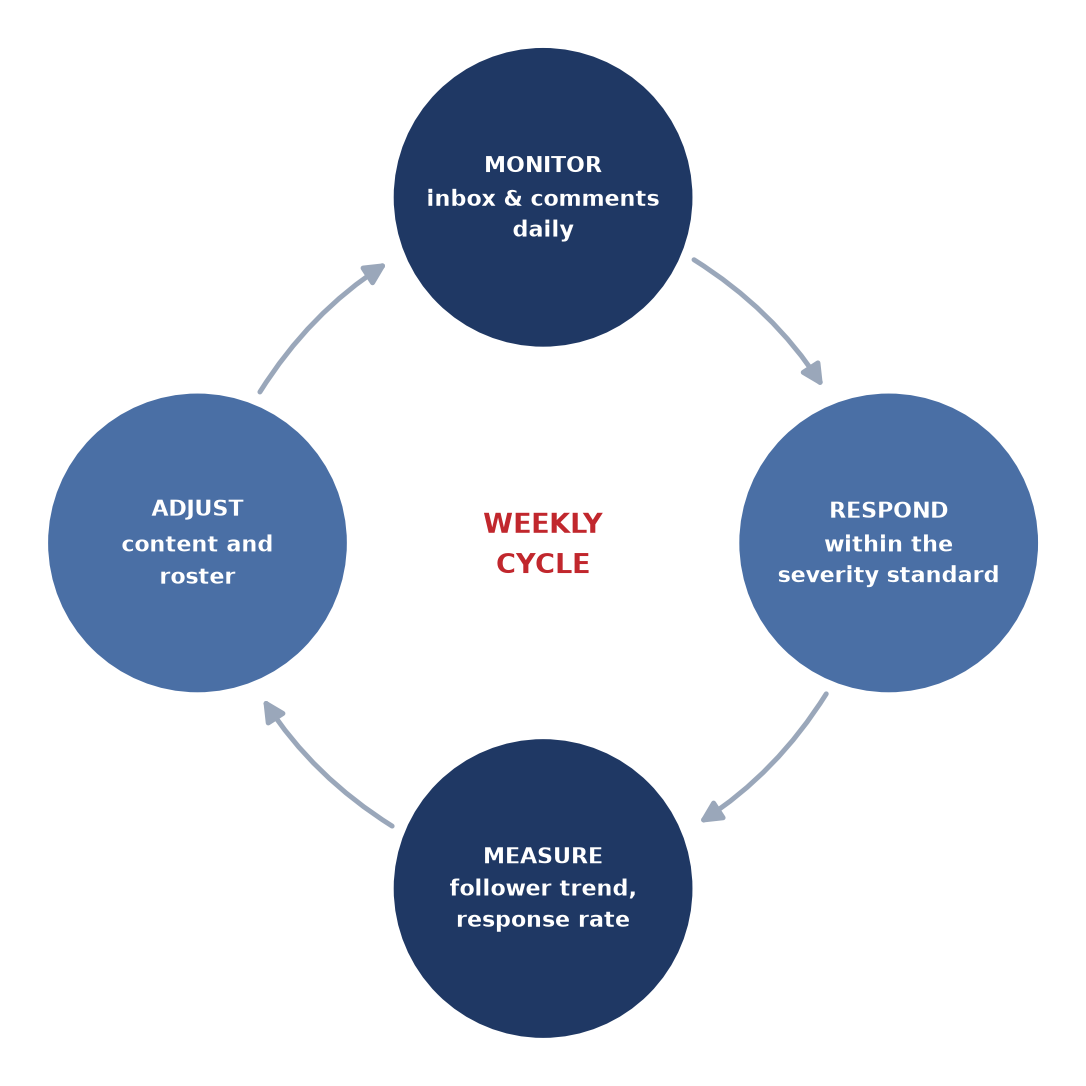 MONITOR
inbox & comments
daily
RESPOND
within the
severity standard
MEASURE
follower trend,
response rate
ADJUST
content and
roster
WEEKLY
CYCLE